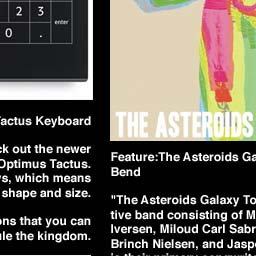 2 3
enter
0 .
Tactus Keyboard
ck out the newer
Optimus Tactus.
which means
shape and size.
ons that you can
ule the kingdom.
THE ASTEROIDS
Feature:The Asteroids Ga
Bend
"The Asteroids Galaxy To
tive band consisting of M
Iversen, Miloud Carl Sabr
Brinch Nielsen, and Jaspe